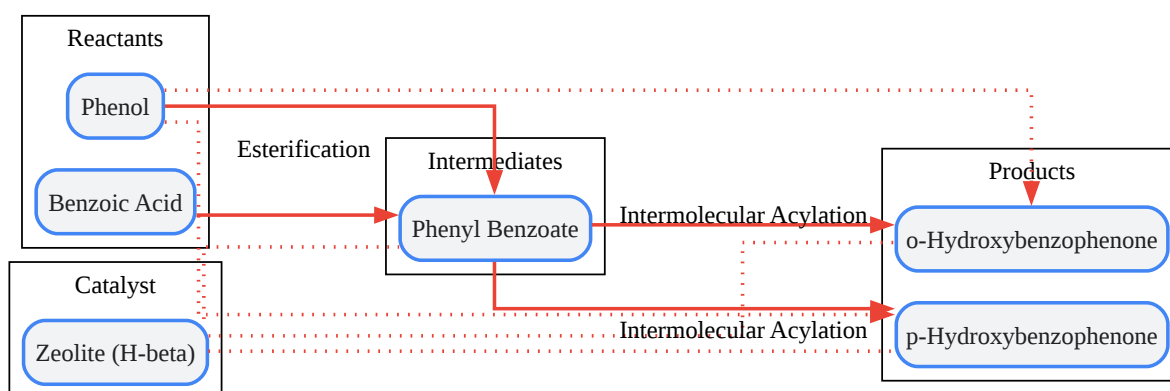 Reactants
Phenol
Benzoic Acid
Esterification
Intermediates
Phenyl Benzoate
Intermolecular Acylation
Intermolecular Acylation
Products
o-Hydroxybenzophenone
p-Hydroxybenzophenone
Catalyst
Zeolite (H-beta)